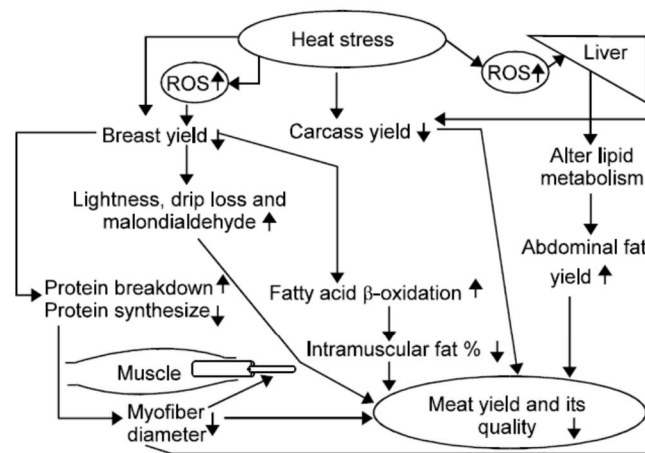 Heat stress
Liver
ROS↑
ROS↑
Breast yield↓
Carcass yield ↓
Alter lipid
metabolism
Lightness, drip loss and
malondialdehyde ↑
Abdominal fat
yield ↑
Protein breakdown↑
Protein synthesize↓
Fatty acid β-oxidation ↑
Intramuscular fat % ↓
Muscle
Myofiber
diameter↓
Meat yield and its
quality ↓